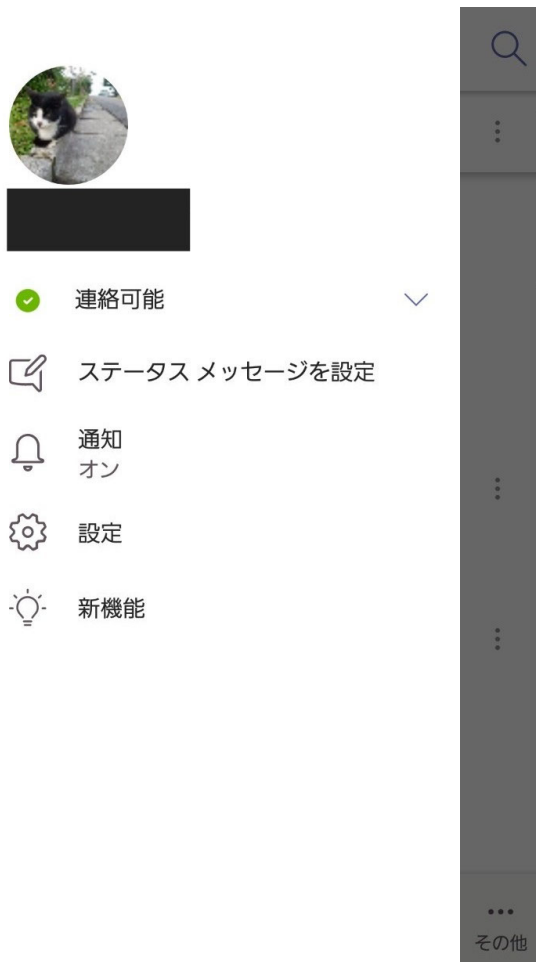 連絡可能
ステータス メッセージを設定
通知
オン
設定
新機能
その他